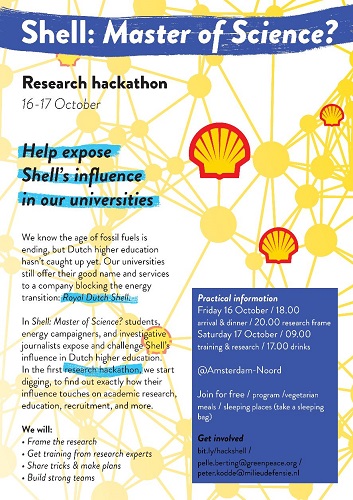 Shell: Master of Science?
Research hackathon
16-17 October
Help expose
Shell's influence
in our universities
We know the age of fossil fuels is
ending, but Dutch higher education
hasn't caught up yet. Our universities
still offer their good name and services
to a company blocking the energy
transition: Royal Dutch Shell.
In Shell: Master of Science? students,
energy campaigners, and investigative
journalists expose and challenge Shell's
influence in Dutch higher education.
In the first research hackathon, we start
digging, to find out exactly how their
influence touches on academic research,
education, recruitment, and more.
We will:
• Frame the research
• Get training from research experts
• Share tricks & make plans
• Build strong teams
Practical information
Friday 16 October / 18.00
arrival & dinner / 20.00 research frame
Saturday 17 October / 09.00
training & research / 17.00 drinks
@Amsterdam-Noord
Join for free / program /vegetarian
meals / sleeping places (take a sleeping
bag)
Get involved
bit.ly/hackshell /
pelle.berting@greenpeace.org /
peter.kodde@milieudefensie.nl